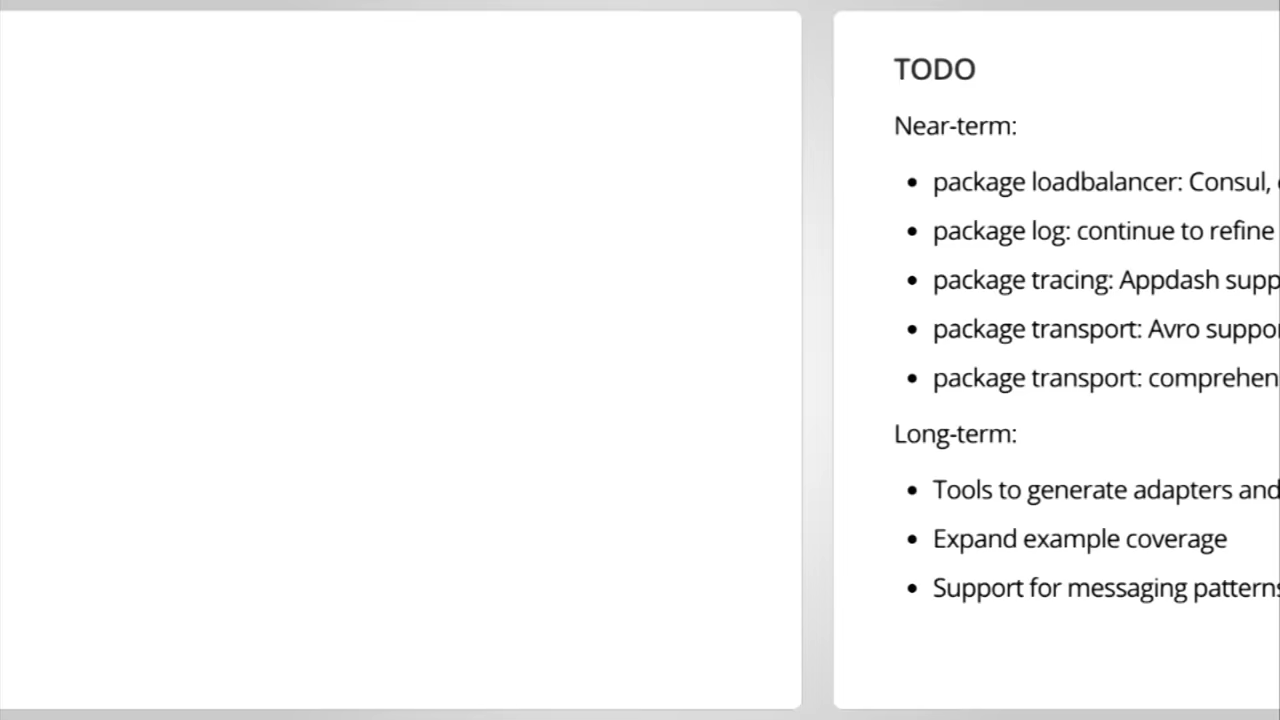 TODO
Near-term:
• package loadbalancer: Consul,
• package log: continue to refine
• package tracing: Appdash supp
• package transport: Avro suppor
• package transport: comprehen
Long-term:
• Tools to generate adapters and
• Expand example coverage
• Support for messaging patterns